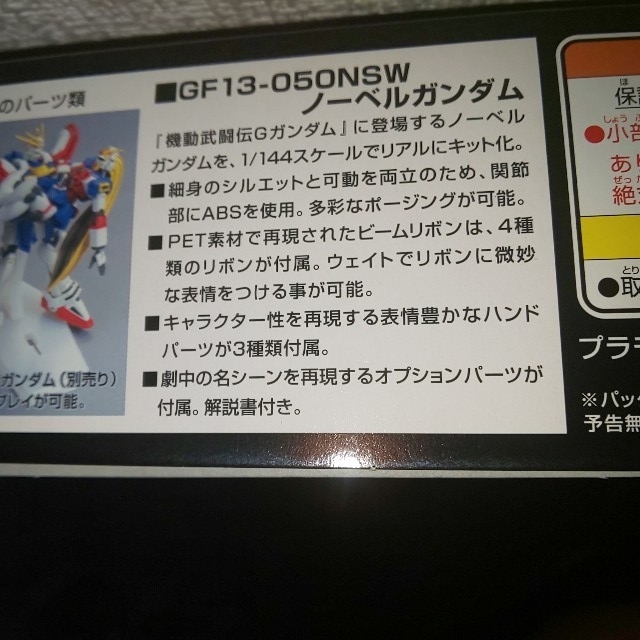 のパーツ類
ガンダム（別売り）
プレイが可能。
■GF13-050NSW
ノーベルガンダム
『機動武闘伝Gガンダム』に登場するノーベル
ガンダムを、1/144スケールでリアルにキット化。
■細身のシルエットと可動を両立のため、関節
部にABSを使用。多彩なポージングが可能。
■PET素材で再現されたビームリボンは、4種
類のリボンが付属。ウェイトでリボンに微妙
な表情をつける事が可能。
■キャラクター性を再現する表情豊かなハンド
パーツが3種類付属。
■劇中の名シーンを再現するオプションパーツが
付属。解説書付き。
ほ
保
しょう
●小部
あり
ぜっ
絶
とり
●取
プラモ
※パッ
予告無